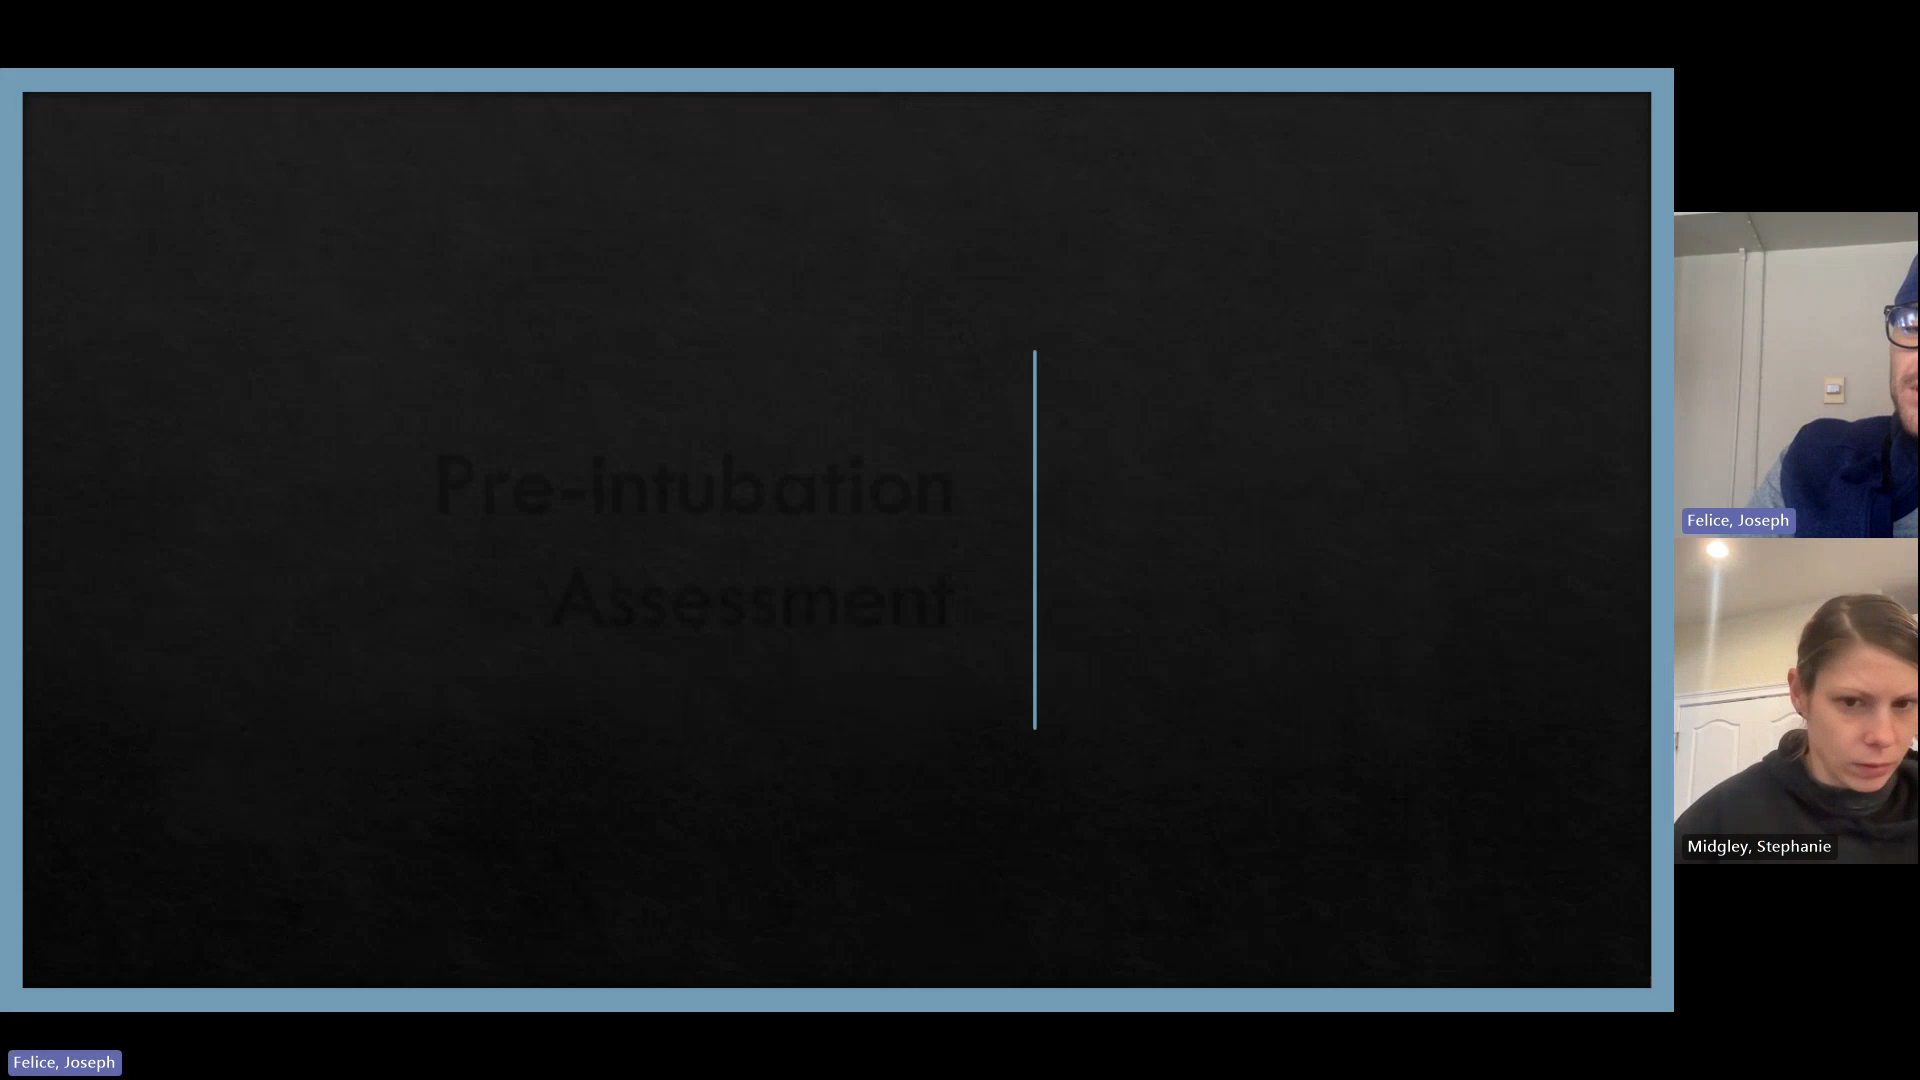 Pre-intubation
Assessment
Felice, Joseph
Midgley, Stephanie
Felice, Joseph